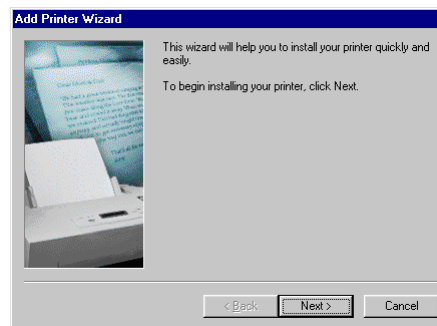 Add Printer Wizard
This wizard will help you to install your printer quickly and
easily.
To begin installing your printer, click Next.
< Back
Next >
Cancel